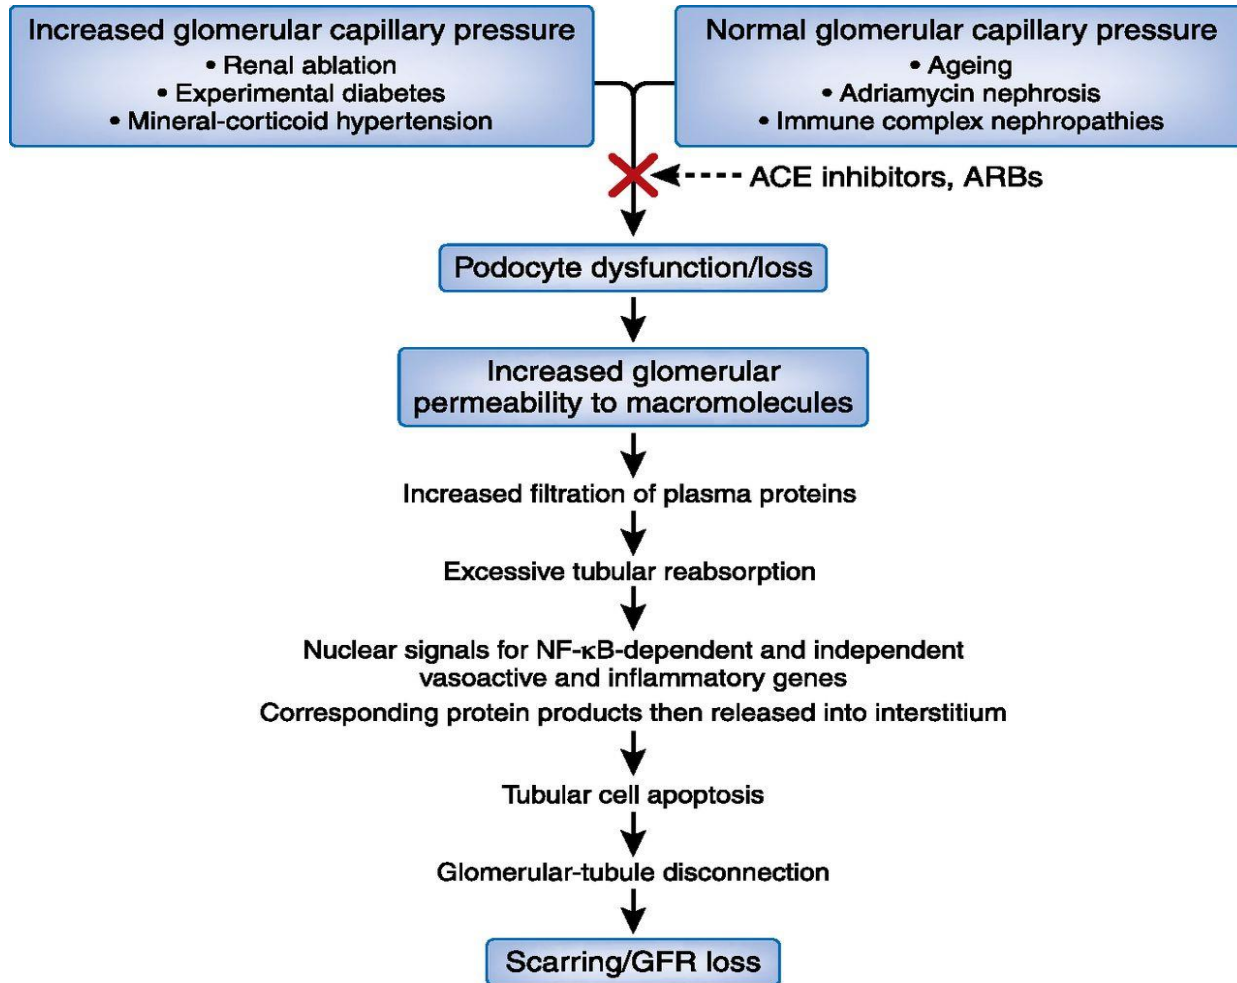 Increased glomerular capillary pressure
• Renal ablation
• Experimental diabetes
• Mineral-corticoid hypertension
Normal glomerular capillary pressure
• Ageing
• Adriamycin nephrosis
• Immune complex nephropathies
ACE inhibitors, ARBs
Podocyte dysfunction/loss
Increased glomerular
permeability to macromolecules
Increased filtration of plasma proteins
Excessive tubular reabsorption
Nuclear signals for NF-κB-dependent and independent
vasoactive and inflammatory genes
Corresponding protein products then released into interstitium
Tubular cell apoptosis
Glomerular-tubule disconnection
Scarring/GFR loss